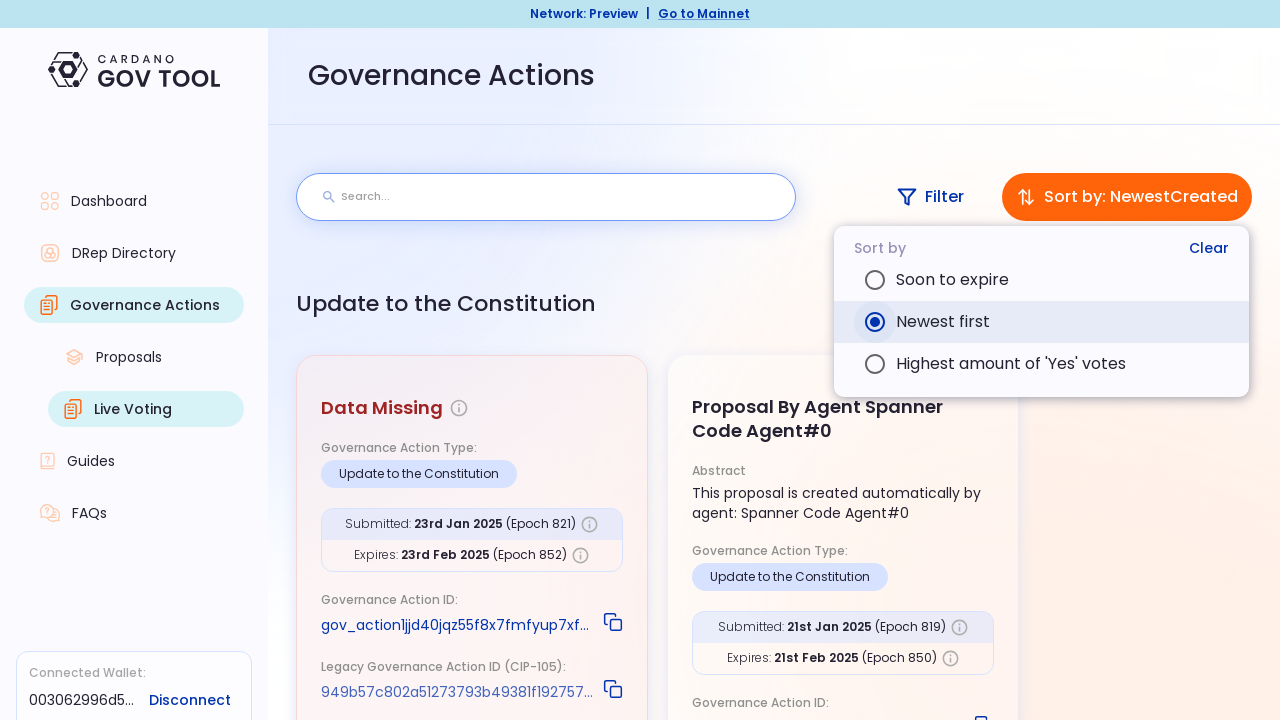 Network: Preview | Go to Mainnet
CARDANO
GOV TOOL
Governance Actions
Search...
Filter
Sort by: NewestCreated
Dashboard
DRep Directory
Governance Actions
Proposals
Live Voting
Guides
FAQs
Connected Wallet:
003062996d5...
Disconnect
Sort by
Clear
Soon to expire
Newest first
Highest amount of 'Yes' votes
Update to the Constitution
Data Missing
Governance Action Type:
Update to the Constitution
Submitted: 23rd Jan 2025 (Epoch 821)
Expires: 23rd Feb 2025 (Epoch 852)
Governance Action ID:
gov_action1jjd40jqz55f8x7fmfyup7xf...
Legacy Governance Action ID (CIP-105):
949b57c802a51273793b49381f192757...
Proposal By Agent Spanner
Code Agent#0
Abstract
This proposal is created automatically by
agent: Spanner Code Agent#0
Governance Action Type:
Update to the Constitution
Submitted: 21st Jan 2025 (Epoch 819)
Expires: 21st Feb 2025 (Epoch 850)
Governance Action ID: